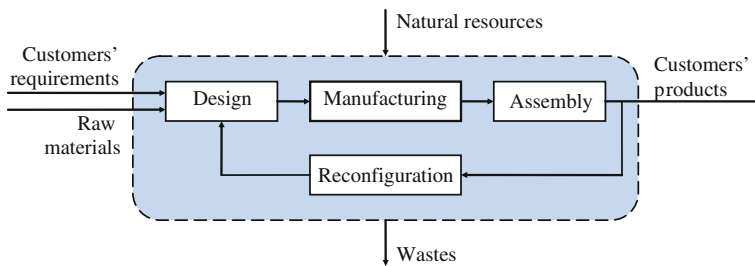 Natural resources
Customers'
requirements
Customers'
products
Design
Manufacturing
Assembly
Raw
materials
Reconfiguration
Wastes